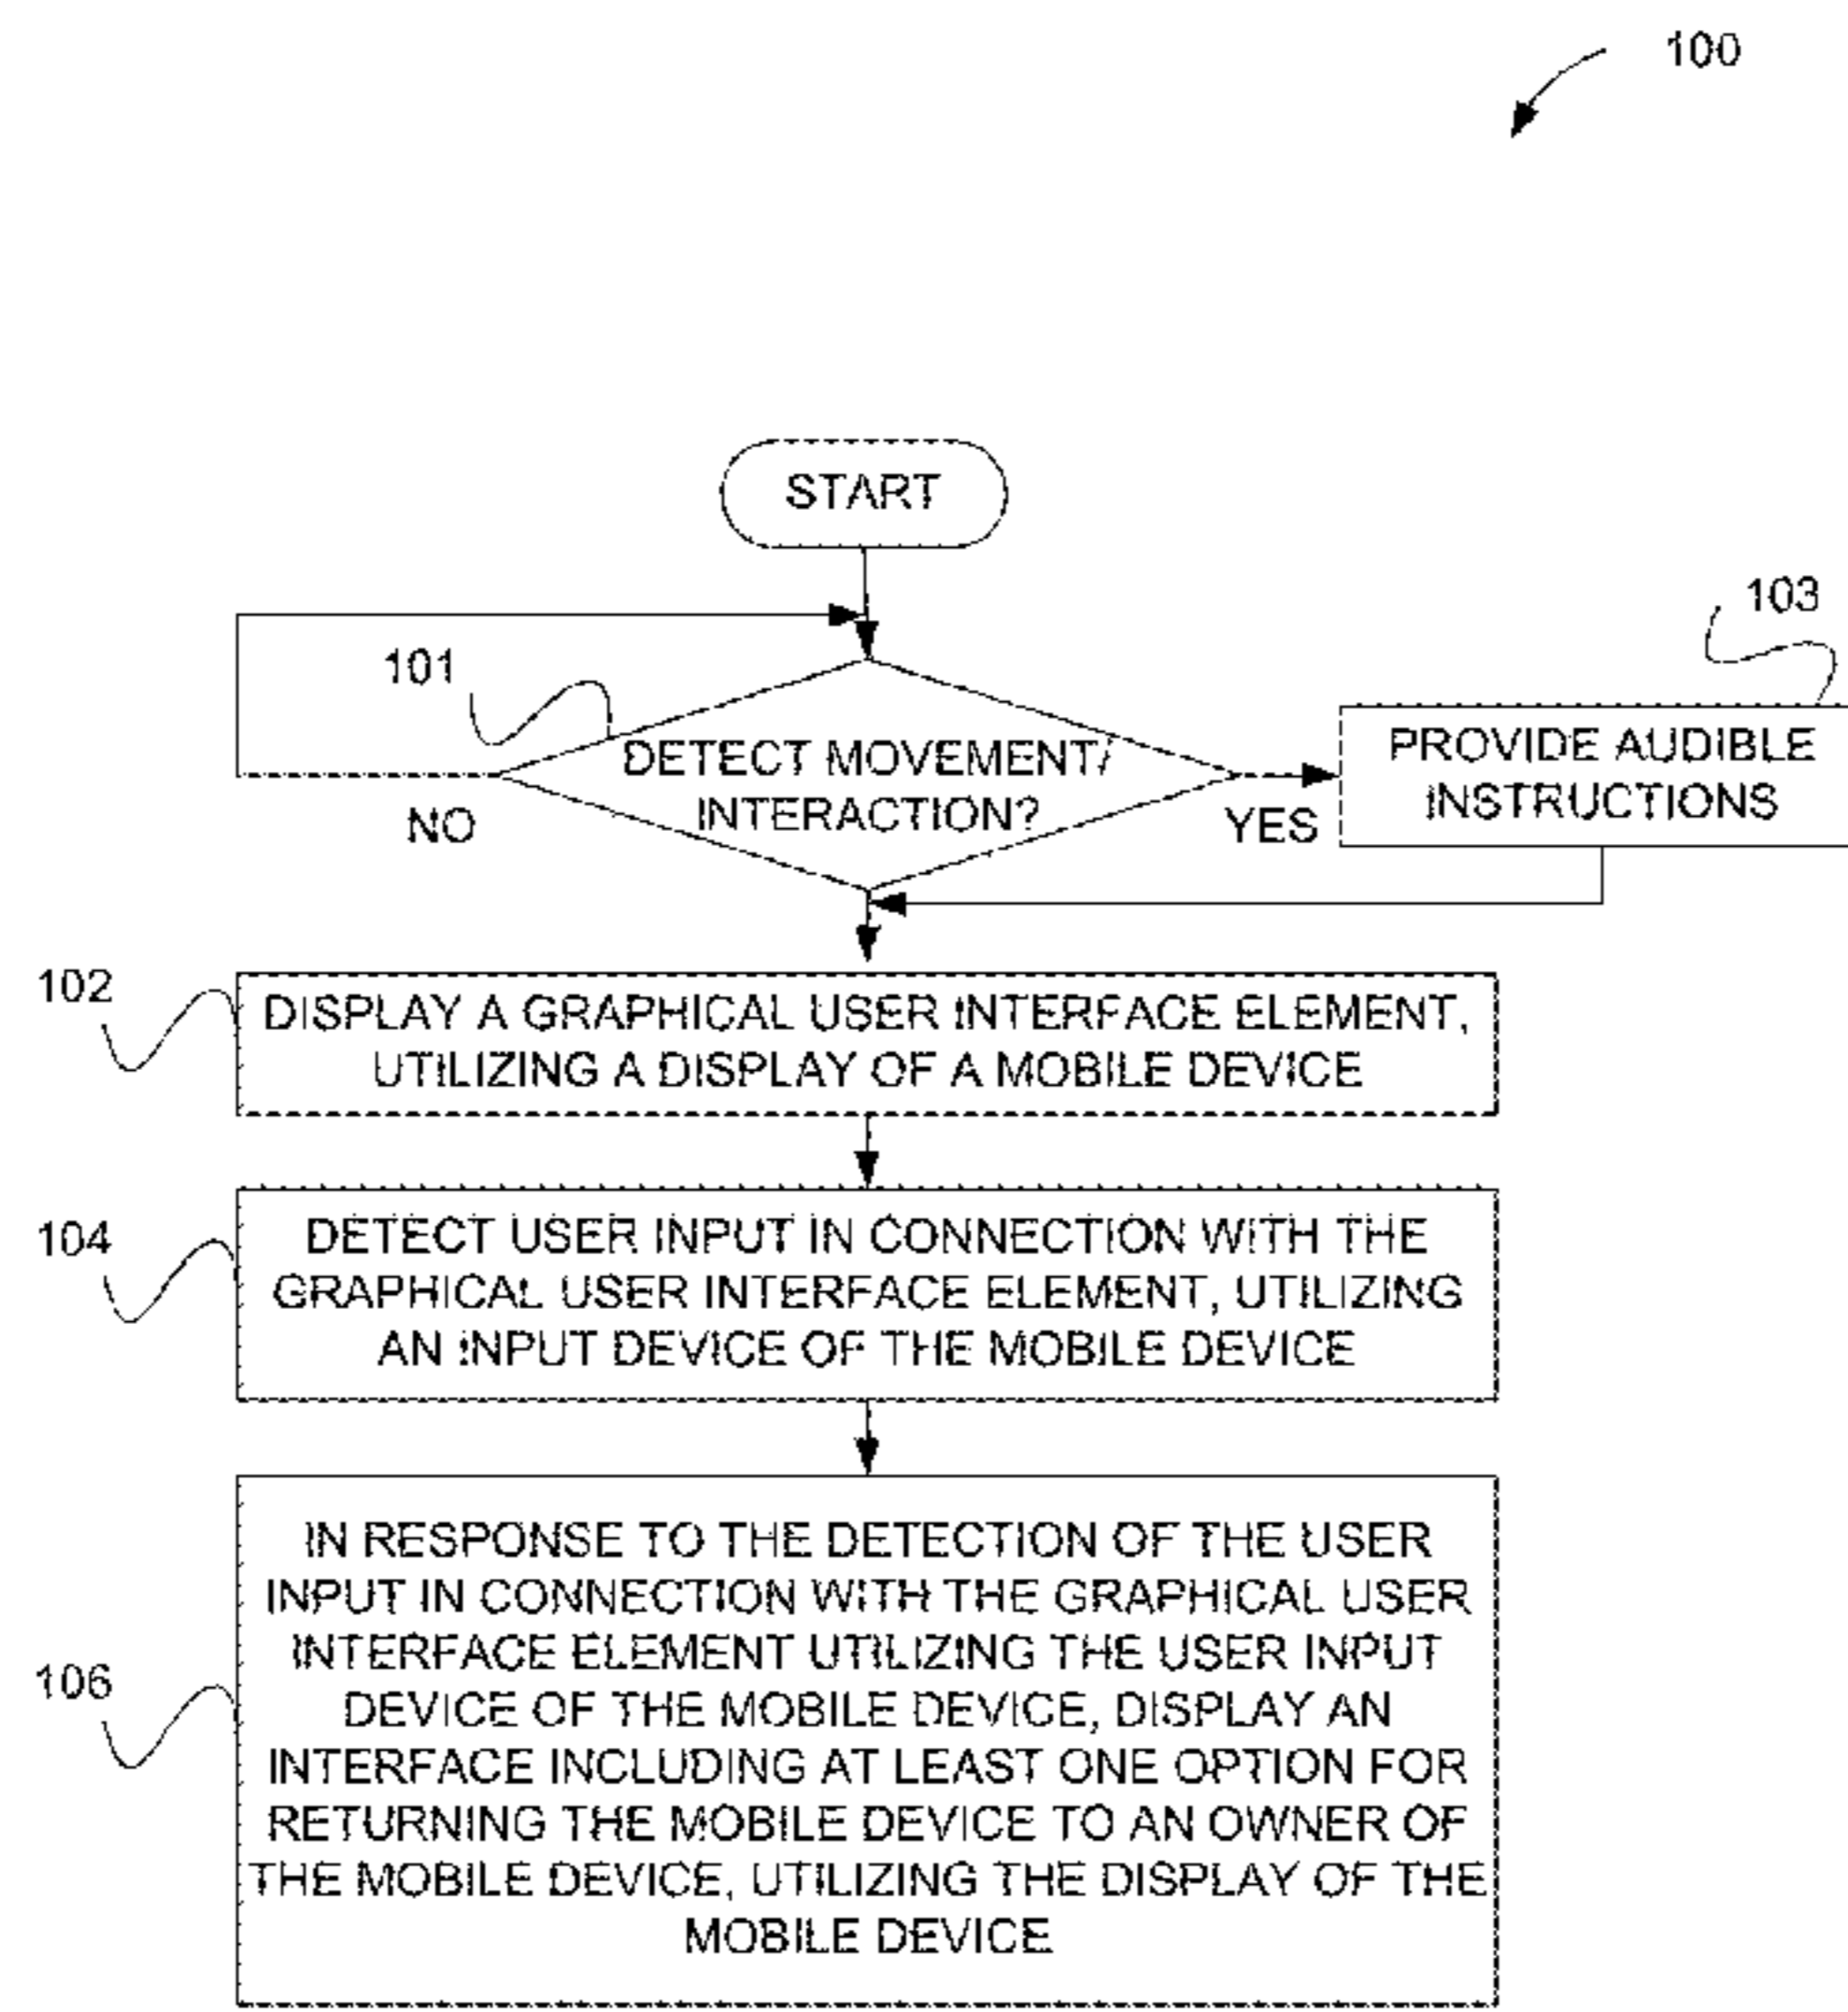 100
START
101
103
DETECT MOVEMENT/
INTERACTION?
PROVIDE AUDIBLE
INSTRUCTIONS
NO
YES
102
DISPLAY A GRAPHICAL USER INTERFACE ELEMENT,
UTILIZING A DISPLAY OF A MOBILE DEVICE
104
DETECT USER INPUT IN CONNECTION WITH THE
GRAPHICAL USER INTERFACE ELEMENT, UTILIZING
AN INPUT DEVICE OF THE MOBILE DEVICE
106
IN RESPONSE TO THE DETECTION OF THE USER
INPUT IN CONNECTION WITH THE GRAPHICAL USER
INTERFACE ELEMENT UTILIZING THE USER INPUT
DEVICE OF THE MOBILE DEVICE, DISPLAY AN
INTERFACE INCLUDING AT LEAST ONE OPTION FOR
RETURNING THE MOBILE DEVICE TO AN OWNER OF
THE MOBILE DEVICE, UTILIZING THE DISPLAY OF THE
MOBILE DEVICE